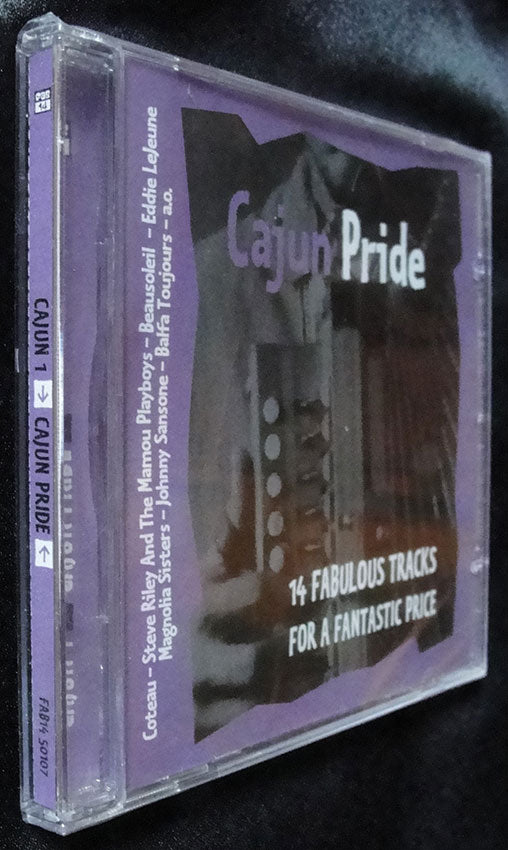 CAJUN 1 → CAJUN PRIDE ←
FAB14 50107
Coteau – Steve Riley And The Mamou Playboys – Beausoleil – Eddie LeJeune
Magnolia Sisters – Johnny Sansone – Balfa Toujours – a.o.
Cajun Pride
14 FABULOUS TRACKS
FOR A FANTASTIC PRICE